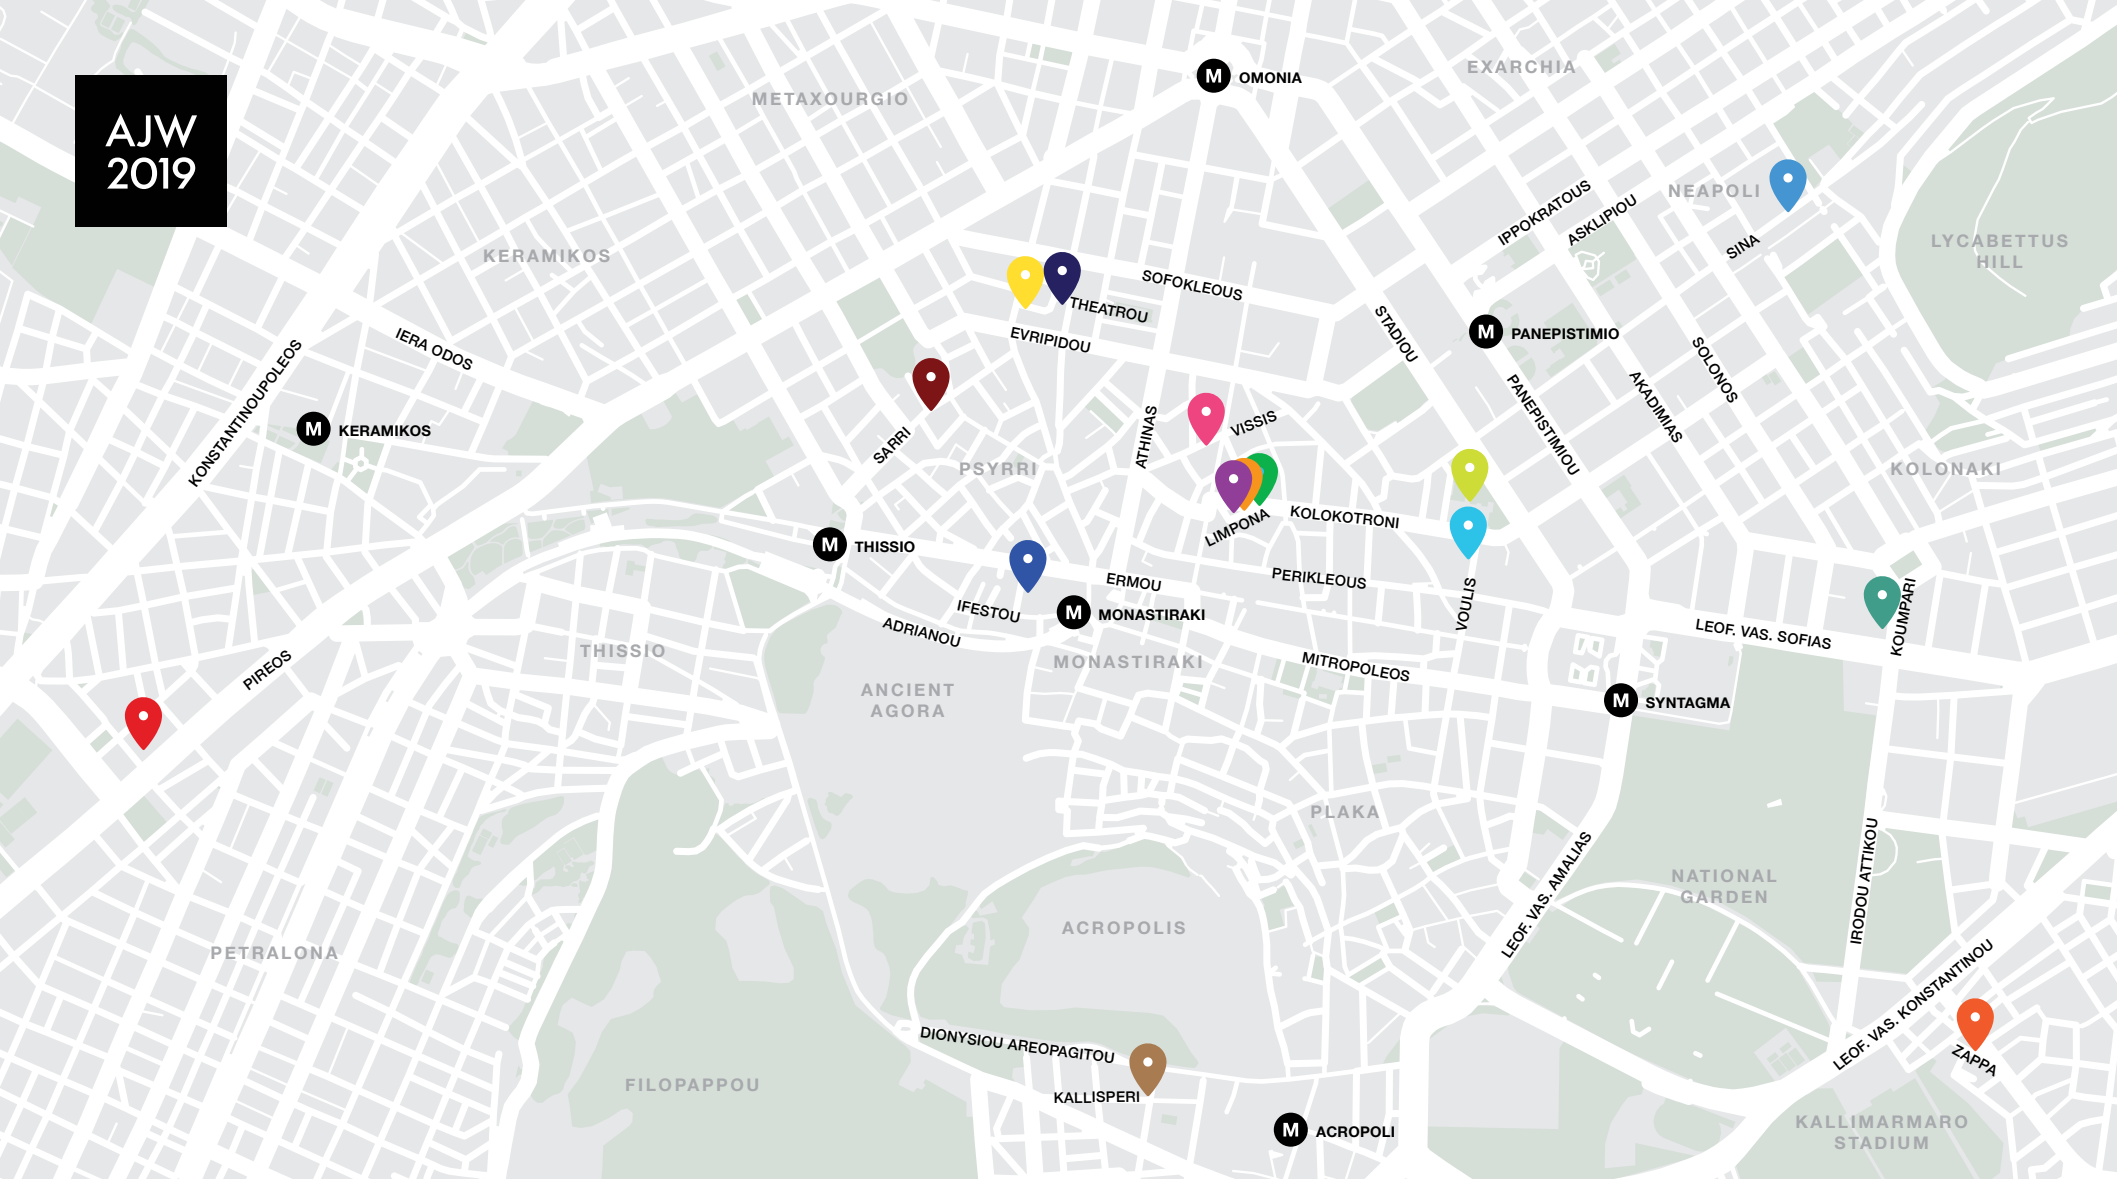 AJW
2019
OMONIA
EXARCHIA
METAXOURGIO
NEAPOLI
IPPOKRATOUS
ASKLIPIOU
SINA
LYCABETTUS
HILL
KERAMIKOS
SOFOKLEOUS
THEATROU
EVRIPIDOU
STADIOU
PANEPISTIMIO
IERA ODOS
KONSTANTINOUPOLEOS
SOLONOS
AKADIMIAS
PANEPISTIMIOU
KERAMIKOS
SARRI
PSYRRI
ATHINAS
VISSIS
KOLONAKI
LIMPONA
KOLOKOTRONI
THISSIO
ERMOU
PERIKLEOUS
VOULIS
IFESTOU
MONASTIRAKI
ADRIANOU
KOUMPARI
LEOF. VAS. SOFIAS
THISSIO
MONASTIRAKI
MITROPOLEOS
PIREOS
ANCIENT
AGORA
SYNTAGMA
PLAKA
LEOF. VAS. AMALIAS
NATIONAL
GARDEN
IRODOU ATTIKOU
PETRALONA
ACROPOLIS
LEOF. VAS. KONSTANTINOU
DIONYSIOU AREOPAGITOU
ZAPPA
FILOPAPPOU
KALLISPERI
ACROPOLI
KALLIMARMARO
STADIUM
M
M
M
M
M
M
M